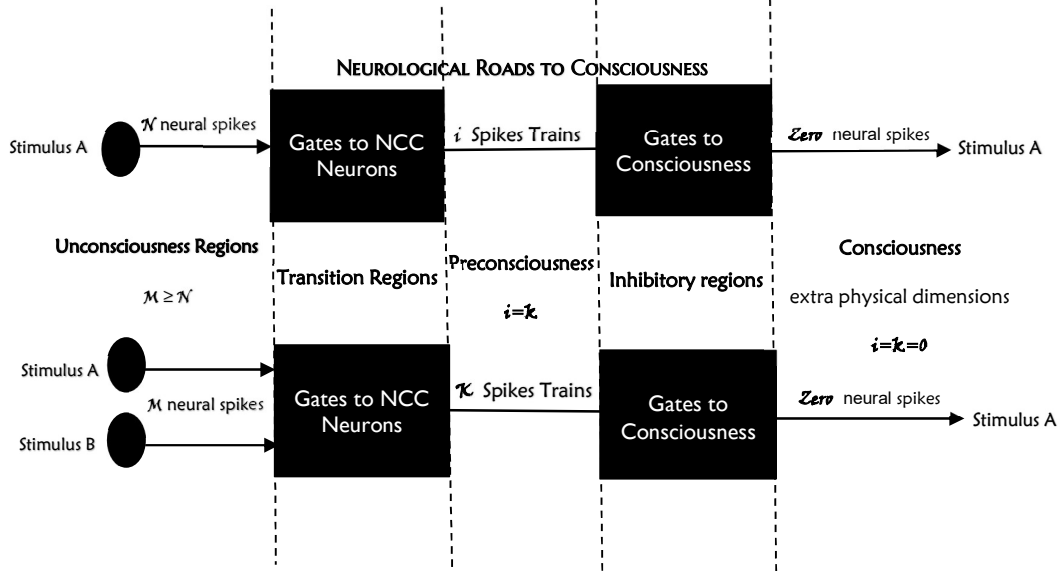 NEUROLOGICAL ROADS TO CONSCIOUSNESS
Stimulus A
N neural spikes
Gates to NCC
Neurons
i Spikes Trains
Gates to
Consciousness
Zero neural spikes
Stimulus A
Unconsciousness Regions
M ≥ N
Transition Regions
Preconsciousness
i=k
Inhibitory regions
Consciousness
extra physical dimensions
i=k=0
Stimulus A
M neural spikes
Stimulus B
Gates to NCC
Neurons
K Spikes Trains
Gates to
Consciousness
Zero neural spikes
Stimulus A